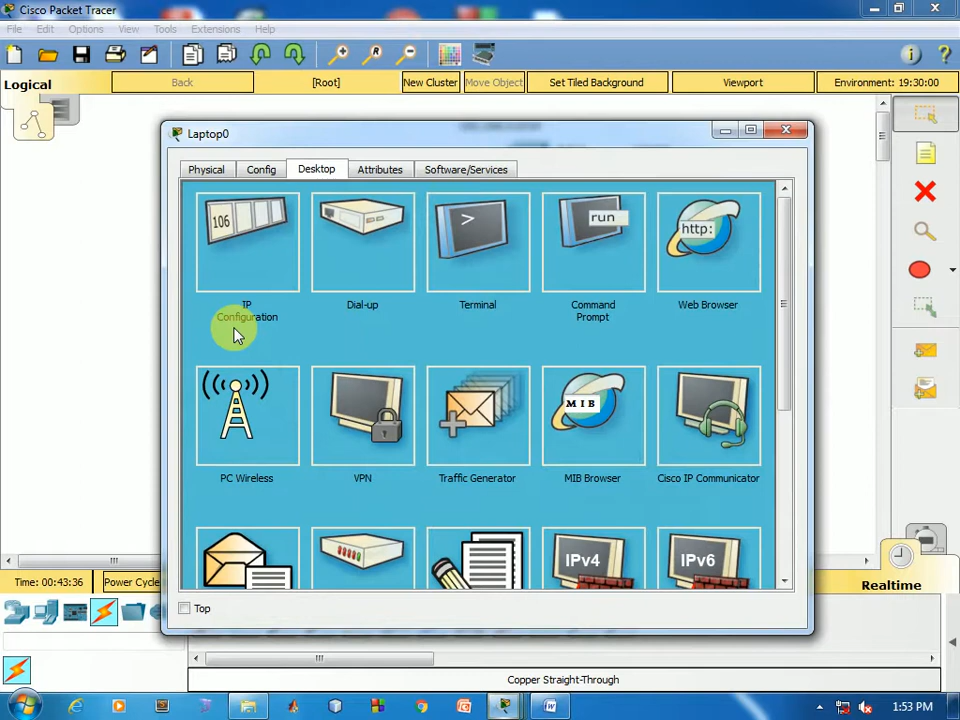 Cisco Packet Tracer
File Edit Options View Tools Extensions Help
Logical Back [Root] New Cluster Move Object Set Tiled Background Viewport Environment: 19:30:00
Laptop0
Physical Config Desktop Attributes Software/Services
106
>
run
http:
IP
Configuration
Dial-up
Terminal
Command
Prompt
Web Browser
MIB
PC Wireless
VPN
Traffic Generator
MIB Browser
Cisco IP Communicator
IPv4
IPv6
Top
Time: 00:43:36 Power Cycle
Realtime
Copper Straight-Through
1:53 PM